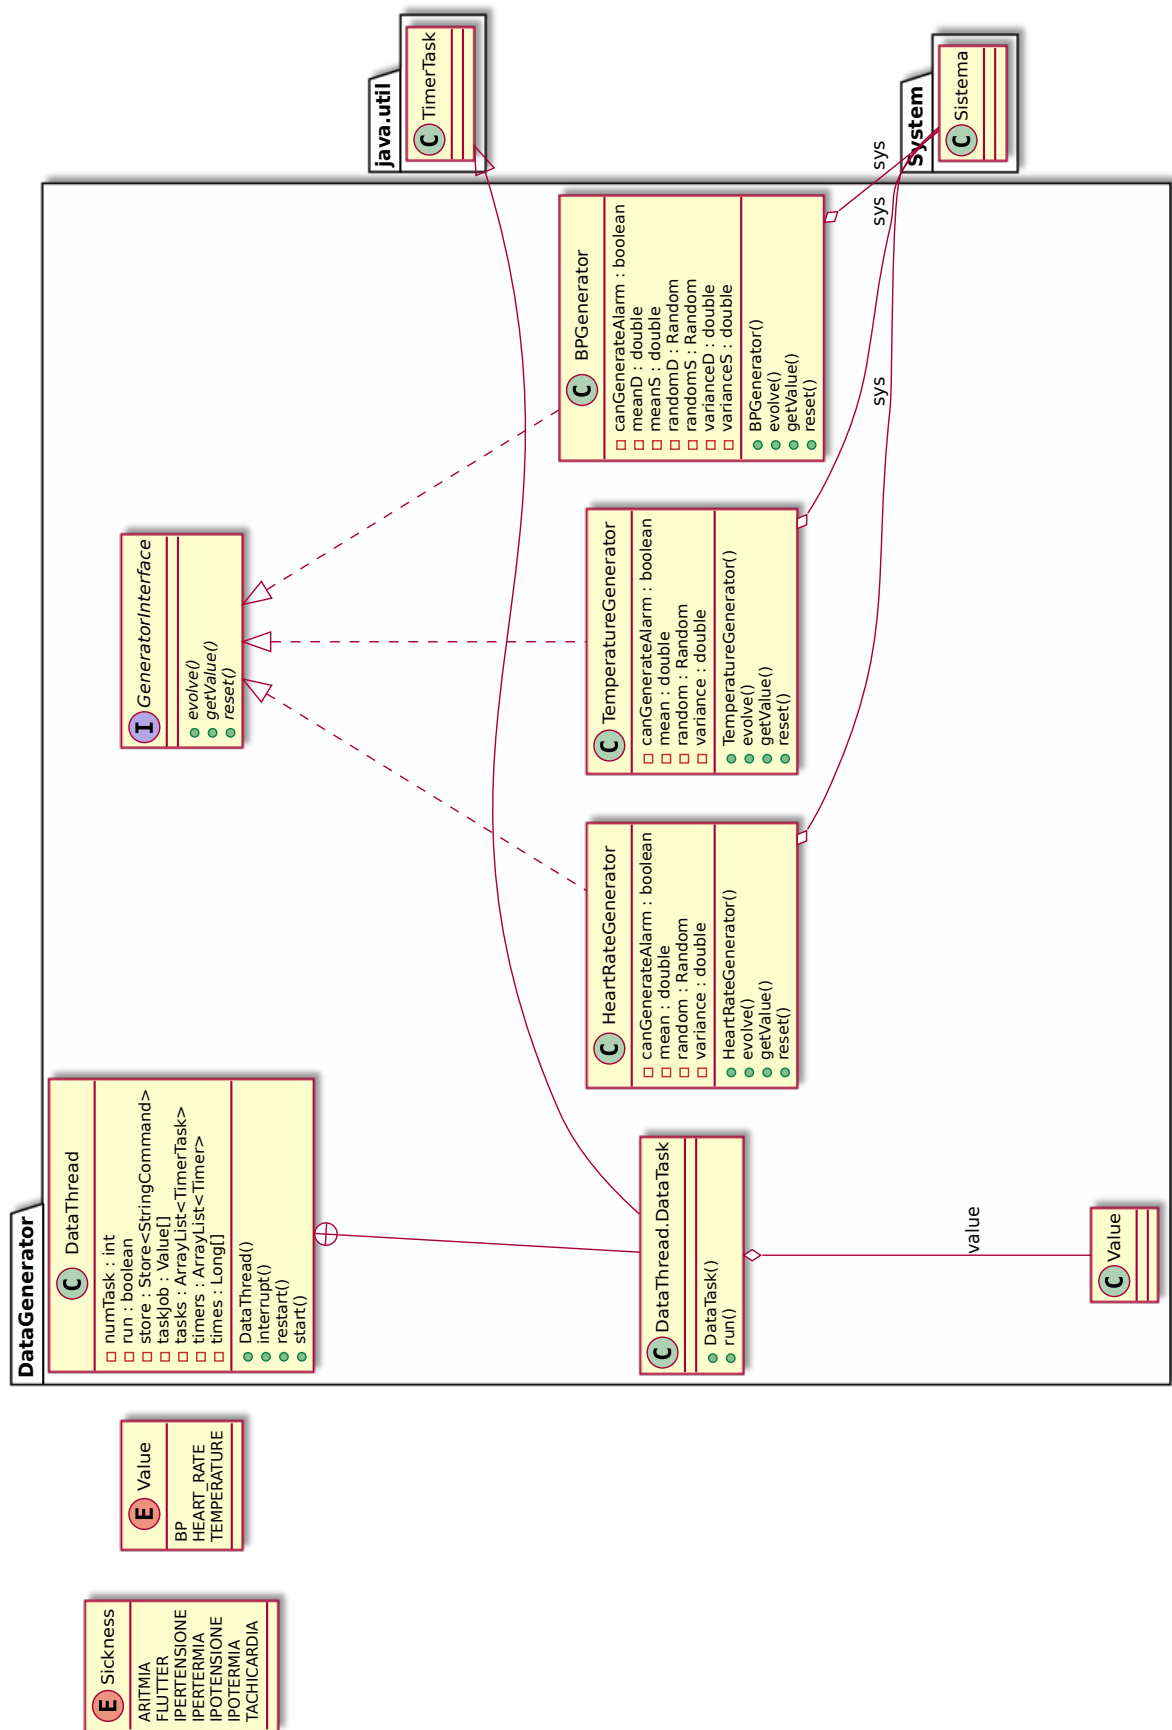 DataGenerator
java.util
System
Sickness
ARITMIA
FLUTTER
IPERTENSIONE
IPERTERMIA
IPOTENSIONE
IPOTERMIA
TACHICARDIA
E
Value
BP
HEART_RATE
TEMPERATURE
E
C
DataThread
numTask : int
run : boolean
store : Store<StringCommand>
taskJob : Value[]
tasks : ArrayList<TimerTask>
timers : ArrayList<Timer>
times : Long[]
DataThread()
interrupt()
restart()
start()
I
GeneratorInterface
evolve()
getValue()
reset()
C
TimerTask
C
DataThread.DataTask
DataTask()
run()
C
HeartRateGenerator
canGenerateAlarm : boolean
mean : double
random : Random
variance : double
HeartRateGenerator()
evolve()
getValue()
reset()
C
TemperatureGenerator
canGenerateAlarm : boolean
mean : double
random : Random
variance : double
TemperatureGenerator()
evolve()
getValue()
reset()
C
BPGenerator
canGenerateAlarm : boolean
meanD : double
meanS : double
randomD : Random
randomS : Random
varianceD : double
varianceS : double
BPGenerator()
evolve()
getValue()
reset()
sys
sys
sys
C
Sistema
value
C
Value